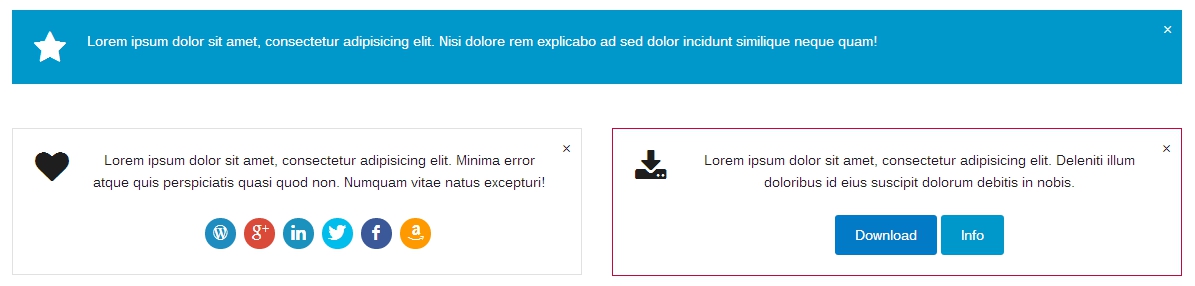 Lorem ipsum dolor sit amet, consectetur adipisicing elit. Nisi dolore rem explicabo ad sed dolor incidunt similique neque quam!
×
×
Lorem ipsum dolor sit amet, consectetur adipisicing elit. Minima error
atque quis perspiciatis quasi quod non. Numquam vitae natus excepturi!
×
Lorem ipsum dolor sit amet, consectetur adipisicing elit. Deleniti illum
doloribus id eius suscipit dolorum debitis in nobis.
Download Info